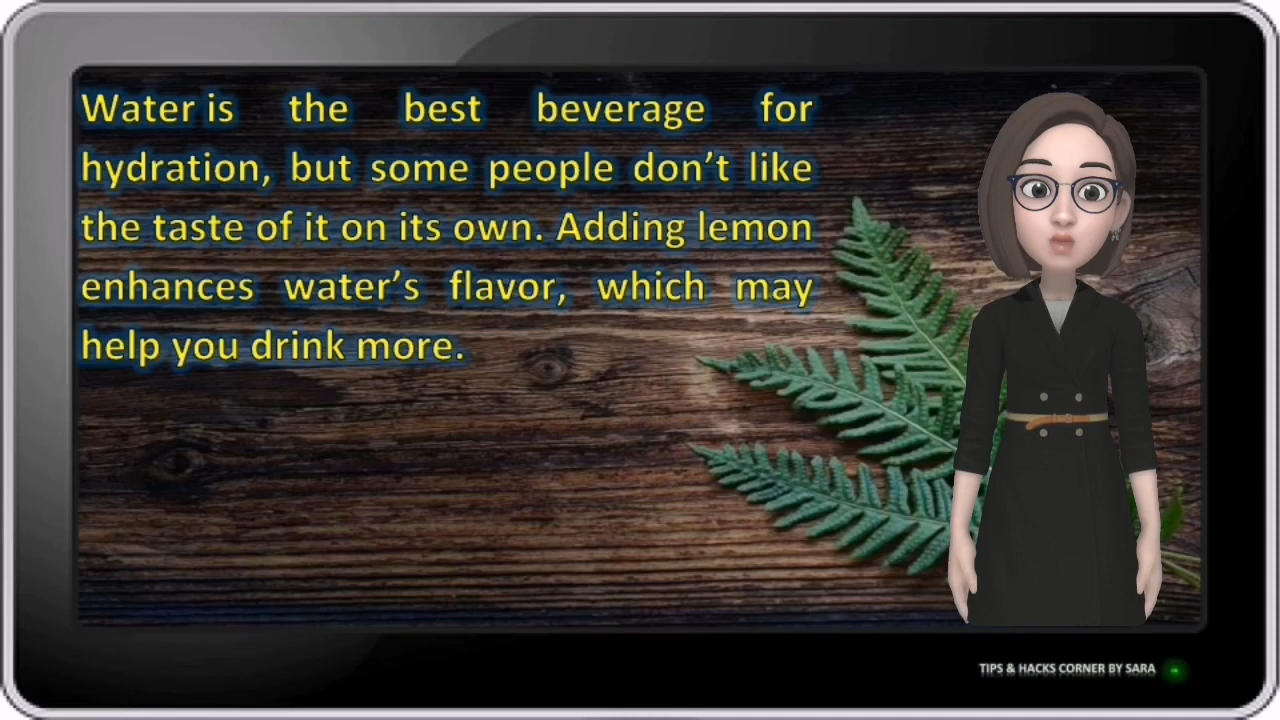 Water is the best beverage for
hydration, but some people don’t like
the taste of it on its own. Adding lemon
enhances water’s flavor, which may
help you drink more.
TIPS & HACKS CORNER BY SARA